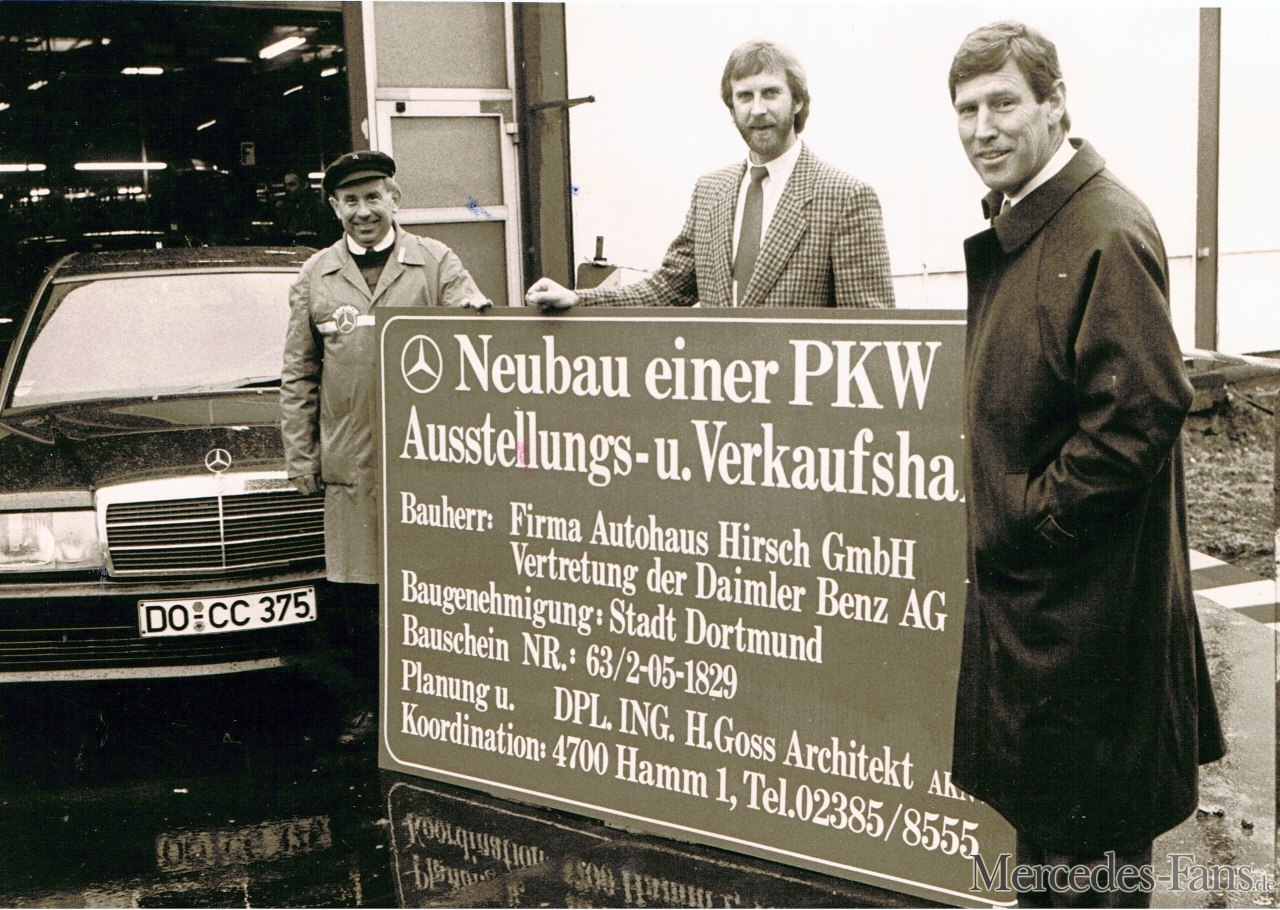 Neubau einer PKW
Ausstellungs- u. Verkaufsha
Bauherr: Firma Autohaus Hirsch GmbH
Vertretung der Daimler Benz AG
Baugenehmigung: Stadt Dortmund
Bauschein NR.: 63/2-05-1829
Planung u. DPL. ING. H.Goss Architekt AKN
Koordination: 4700 Hamm 1, Tel.02385/8555
DO CC 375
Mercedes-Fans.de